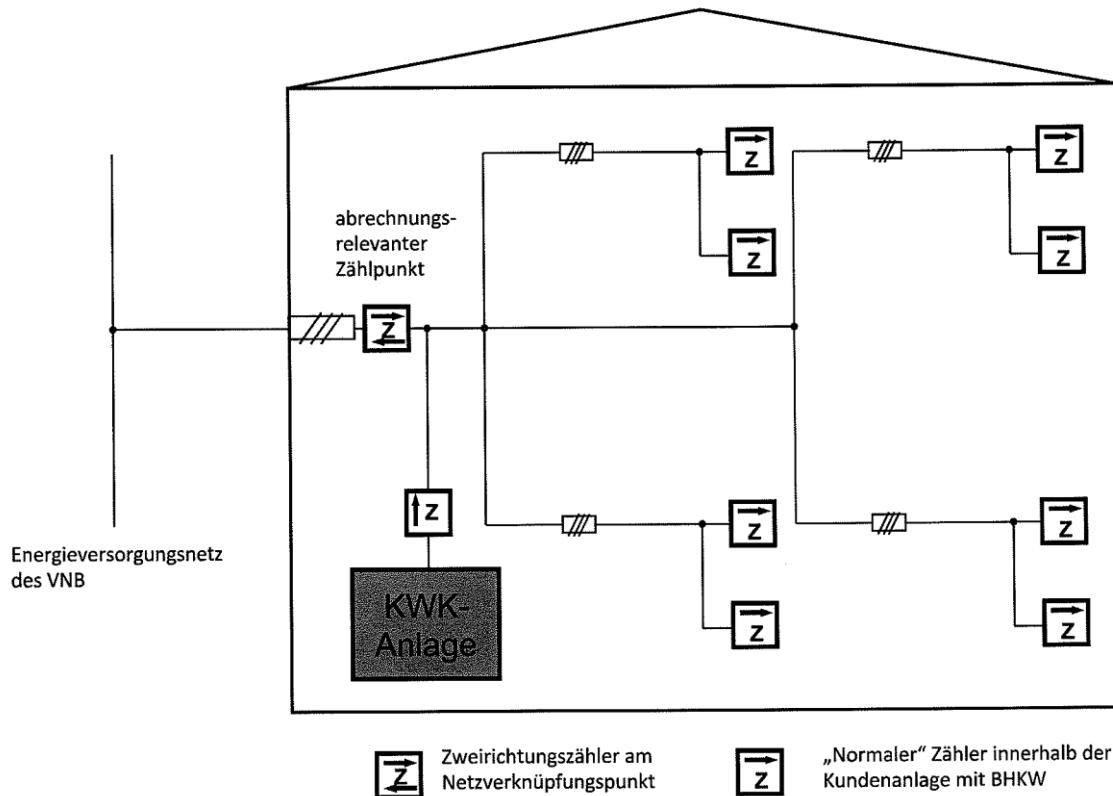 abrechnungs-
relevanter
Zählpunkt
Z
Z
Z
Z
Z
Z
Energieversorgungsnetz
des VNB
KWK-
Anlage
Z
Z
Z
Z
Z
Zweirichtungszähler am
Netzverknüpfungspunkt
Z
„Normaler“ Zähler innerhalb der
Kundenanlage mit BHKW
Z